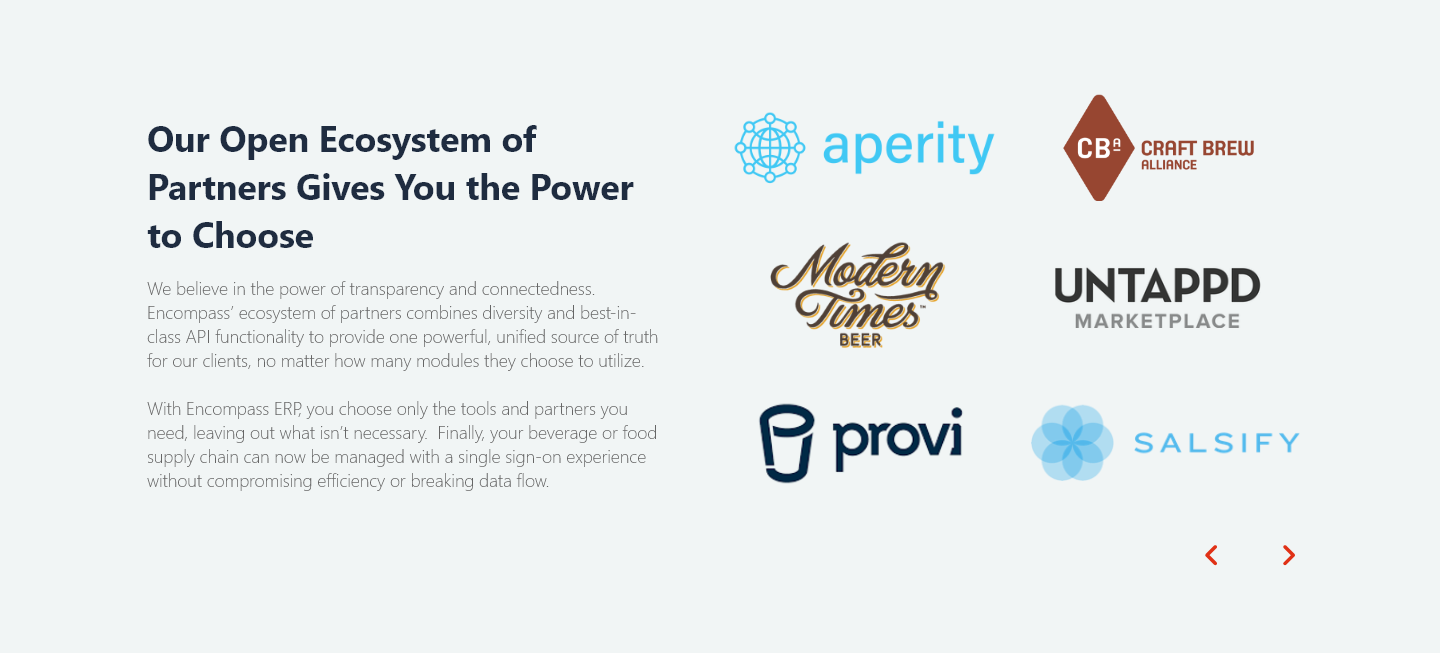 Our Open Ecosystem of
Partners Gives You the Power
to Choose
We believe in the power of transparency and connectedness.
Encompass’ ecosystem of partners combines diversity and best-in-
class API functionality to provide one powerful, unified source of truth
for our clients, no matter how many modules they choose to utilize.
With Encompass ERP, you choose only the tools and partners you
need, leaving out what isn’t necessary.  Finally, your beverage or food
supply chain can now be managed with a single sign-on experience
without compromising efficiency or breaking data flow.
aperity
CBA
CRAFT BREW
ALLIANCE
Modern
Times™
BEER
UNTAPPD
MARKETPLACE
provi
SALSIFY